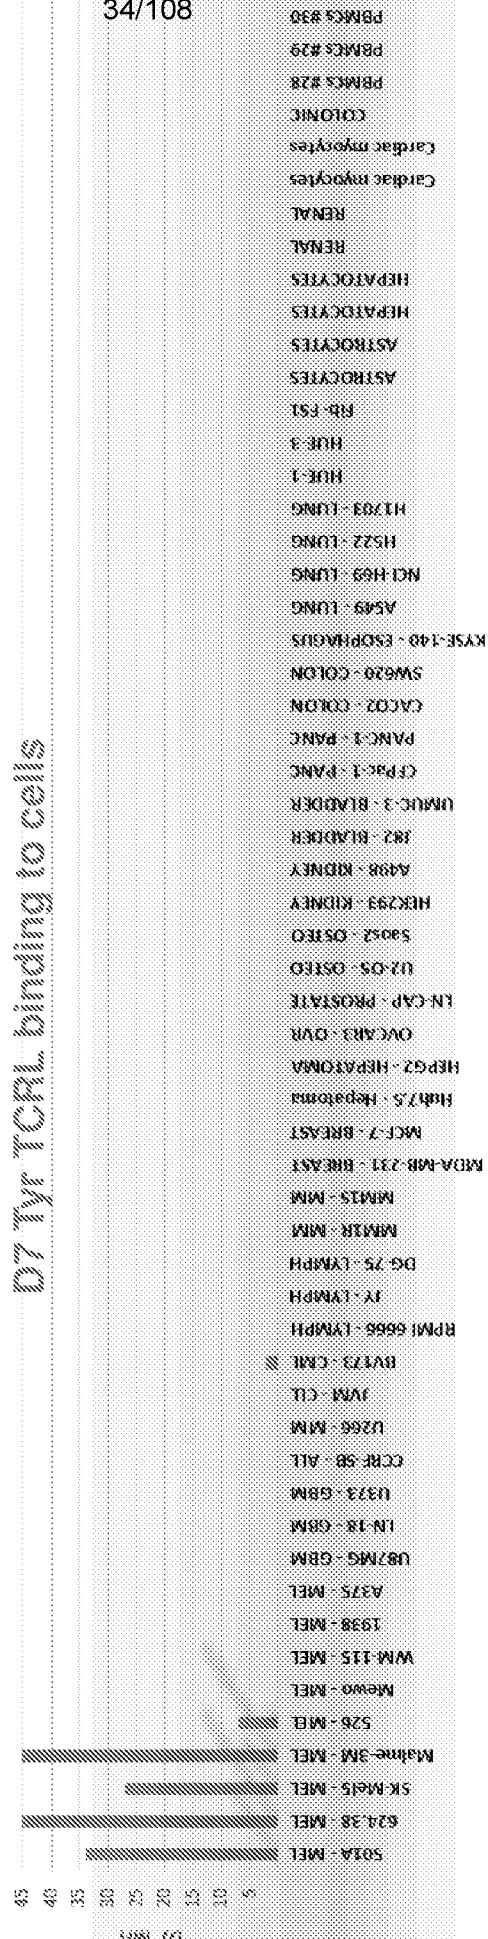 34/108
D7 Tyr TCRL binding to cells
45
40
35
30
25
20
15
10
5
501A - MEL
624.38 - MEL
SK-Mel5 - MEL
Malme-3M - MEL
526 - MEL
Mewo - MEL
WM-115 - MEL
1938 - MEL
A375 - MEL
U87MG - GBM
LN-18 - GBM
U373 - GBM
CCRF-SB - ALL
U266 - MM
JVM - CLL
BV173 - CML
RPMI 6666 - LYMPH
JY - LYMPH
DG-75 - LYMPH
MM1R - MM
MM1S - MM
MDA-MB-231 - BREAST
MCF-7 - BREAST
Huh7.5 - Hepatoma
HEPG2 - HEPATOMA
OVCAR3 - OVR
LN-CAP - PROSTATE
U2-OS - OSTEO
Saos2 - OSTEO
HEK293 - KIDNEY
A498 - KIDNEY
J82 - BLADDER
UMUC-3 - BLADDER
CFPac-1 - PANC
PANC-1 - PANC
CACO2 - COLON
SW620 - COLON
KYSE-140 - ESOPHAGUS
A549 - LUNG
NCI-H69 - LUNG
H522 - LUNG
H1703 - LUNG
HUF-1
HUF-3
Fib-FS1
ASTROCYTES
ASTROCYTES
HEPATOCYTES
HEPATOCYTES
RENAL
RENAL
Cardiac myocytes
Cardiac myocytes
COLONIC
PBMCs #28
PBMCs #29
PBMCs #30